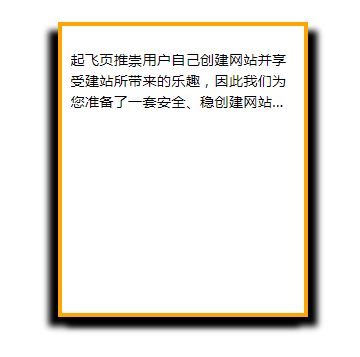 起飞页推崇用户自己创建网站并享
受建站所带来的乐趣，因此我们为
您准备了一套安全、稳创建网站...